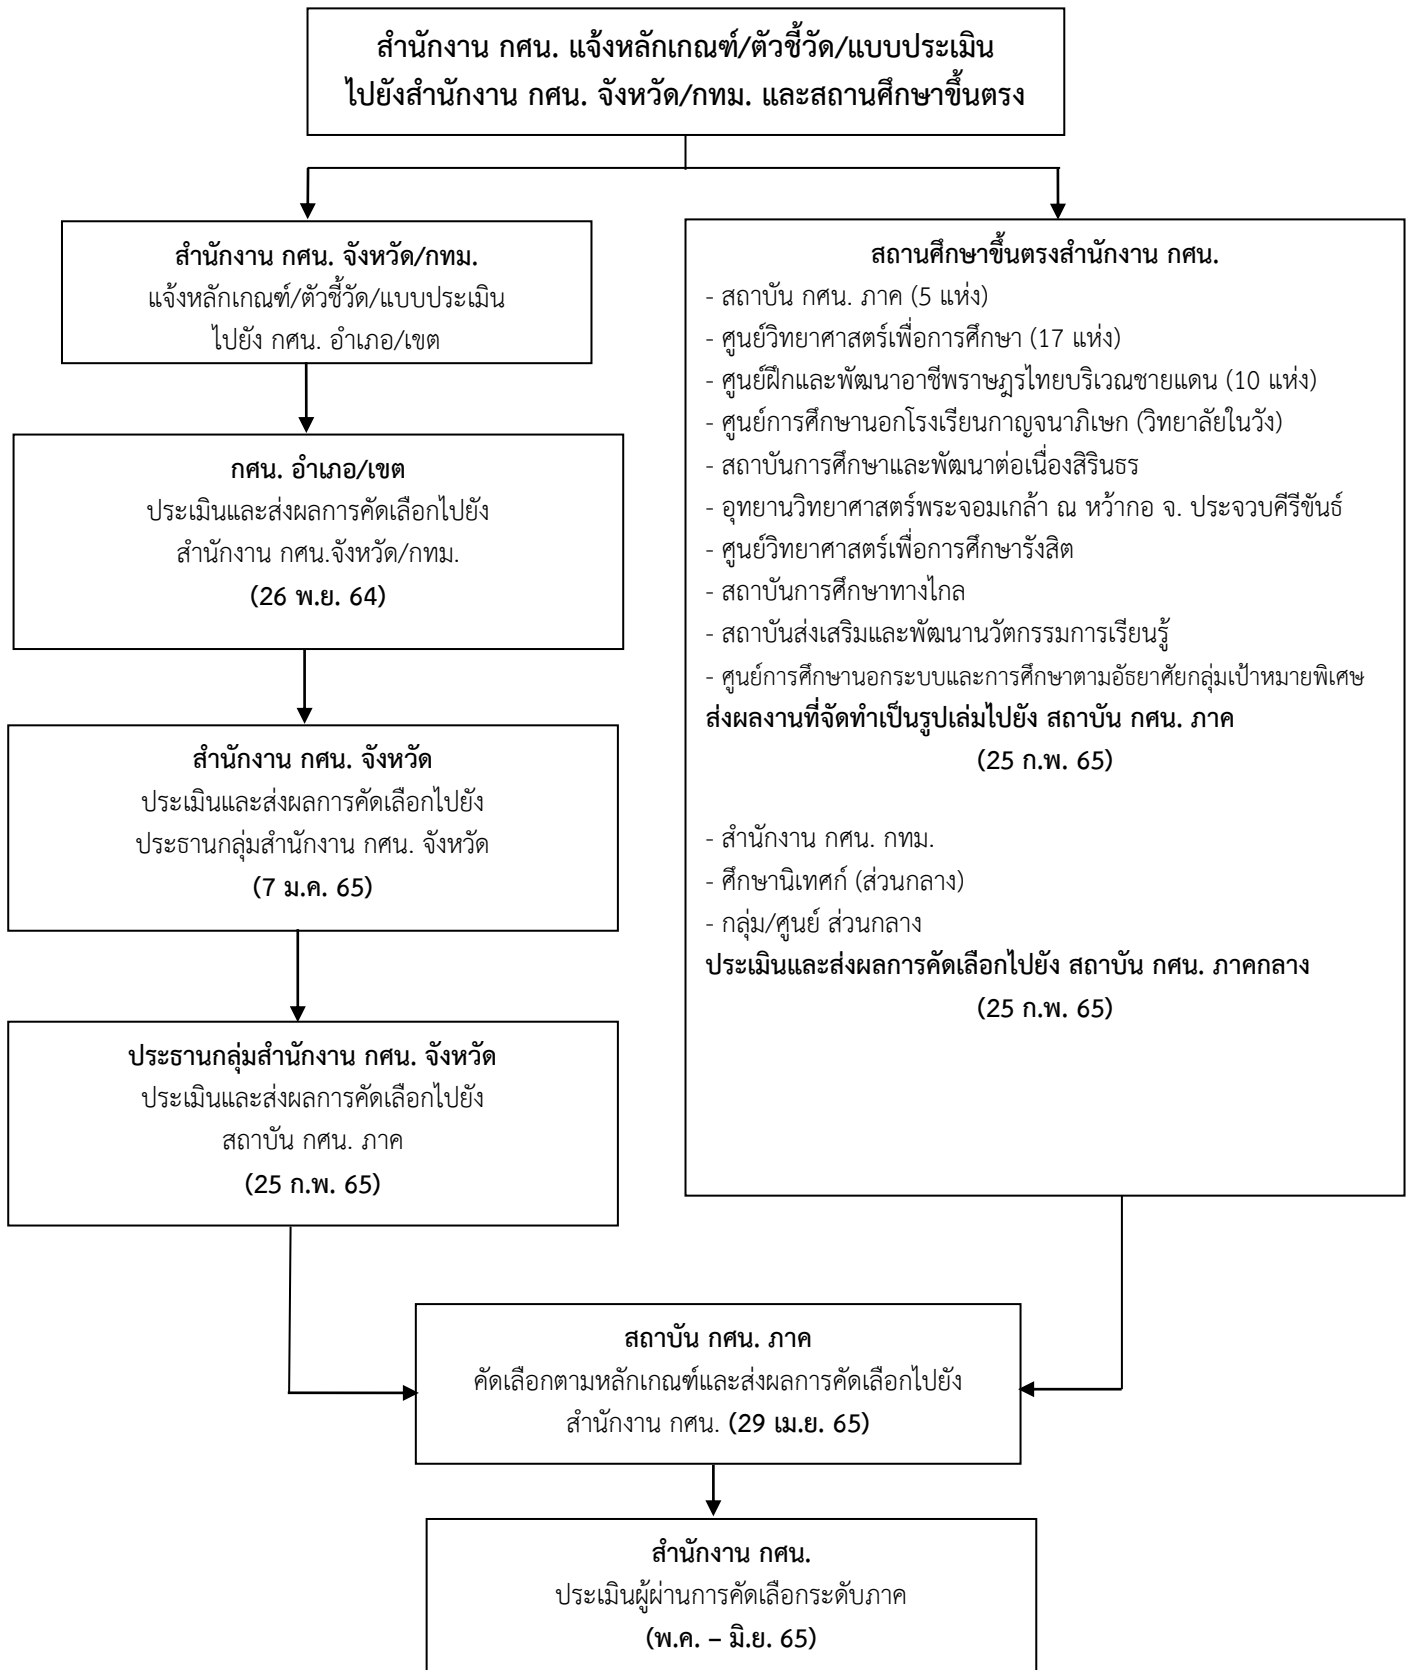 สำนักงาน กศน. แจ้งหลักเกณฑ์/ตัวชี้วัด/แบบประเมิน
ไปยังสำนักงาน กศน. จังหวัด/กทม. และสถานศึกษาขึ้นตรง
สำนักงาน กศน. จังหวัด/กทม.
แจ้งหลักเกณฑ์/ตัวชี้วัด/แบบประเมิน
ไปยัง กศน. อำเภอ/เขต
กศน. อำเภอ/เขต
ประเมินและส่งผลการคัดเลือกไปยัง
สำนักงาน กศน.จังหวัด/กทม.
(26 พ.ย. 64)
สำนักงาน กศน. จังหวัด
ประเมินและส่งผลการคัดเลือกไปยัง
ประธานกลุ่มสำนักงาน กศน. จังหวัด
(7 ม.ค. 65)
ประธานกลุ่มสำนักงาน กศน. จังหวัด
ประเมินและส่งผลการคัดเลือกไปยัง
สถาบัน กศน. ภาค
(25 ก.พ. 65)
สถานศึกษาขึ้นตรงสำนักงาน กศน.
- สถาบัน กศน. ภาค (5 แห่ง)
- ศูนย์วิทยาศาสตร์เพื่อการศึกษา (17 แห่ง)
- ศูนย์ฝึกและพัฒนาอาชีพราษฎรไทยบริเวณชายแดน (10 แห่ง)
- ศูนย์การศึกษานอกโรงเรียนกาญจนาภิเษก (วิทยาลัยในวัง)
- สถาบันการศึกษาและพัฒนาต่อเนื่องสิรินธร
- อุทยานวิทยาศาสตร์พระจอมเกล้า ณ หว้ากอ จ. ประจวบคีรีขันธ์
- ศูนย์วิทยาศาสตร์เพื่อการศึกษารังสิต
- สถาบันการศึกษาทางไกล
- สถาบันส่งเสริมและพัฒนานวัตกรรมการเรียนรู้
- ศูนย์การศึกษานอกระบบและการศึกษาตามอัธยาศัยกลุ่มเป้าหมายพิเศษ
ส่งผลงานที่จัดทำเป็นรูปเล่มไปยัง สถาบัน กศน. ภาค
(25 ก.พ. 65)
- สำนักงาน กศน. กทม.
- ศึกษานิเทศก์ (ส่วนกลาง)
- กลุ่ม/ศูนย์ ส่วนกลาง
ประเมินและส่งผลการคัดเลือกไปยัง สถาบัน กศน. ภาคกลาง
(25 ก.พ. 65)
สถาบัน กศน. ภาค
คัดเลือกตามหลักเกณฑ์และส่งผลการคัดเลือกไปยัง
สำนักงาน กศน. (29 เม.ย. 65)
สำนักงาน กศน.
ประเมินผู้ผ่านการคัดเลือกระดับภาค
(พ.ค. – มิ.ย. 65)